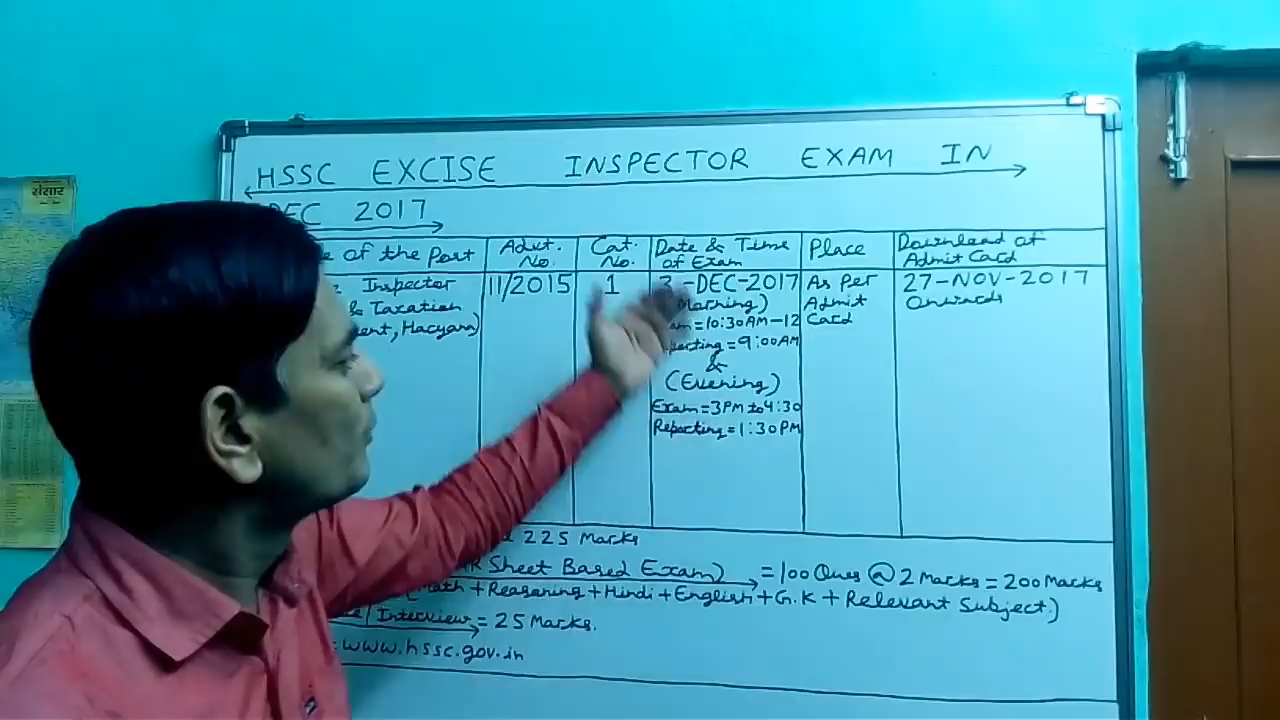 HSSC EXCISE INSPECTOR EXAM IN
DEC 2017
of the Post
Advt. No.
Cat. No.
Date & Time of Exam
Place
Download of Admit Card
Inspector
& Taxation
Haryana)
11/2015
1
3 -DEC-2017
(Morning)
=10:30AM-12
=9:00AM
&
(Evening)
Exam=3PM to 4:30
Reporting=1:30PM
As Per
Admit
Card
27-NOV-2017
Onwards
225 Marks
Sheet Based Exam) =100 Ques @ 2 Marks = 200 Marks
(Math + Reasoning + Hindi + English + G.K + Relevant Subject.)
Interview = 25 Marks.
www.hssc.gov.in
संसार